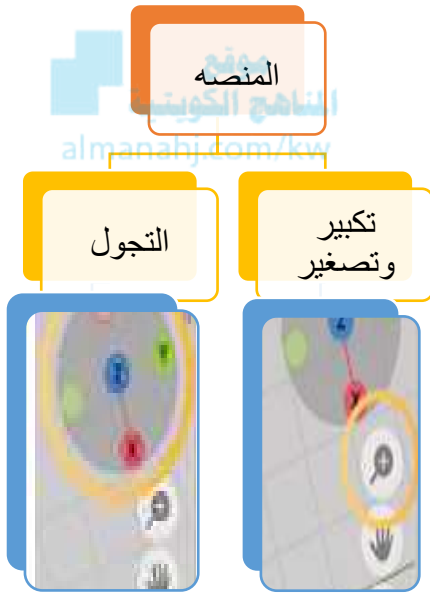 موقع
المناهج الكويتية
almanahj.com/kw
المنصه
تكبير
وتصغير
التجول
Z
Y
X
Z
X